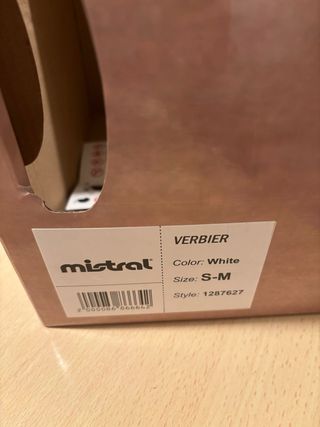 mistral
VERBIER
Color: White
Size: S-M
Style: 1287627